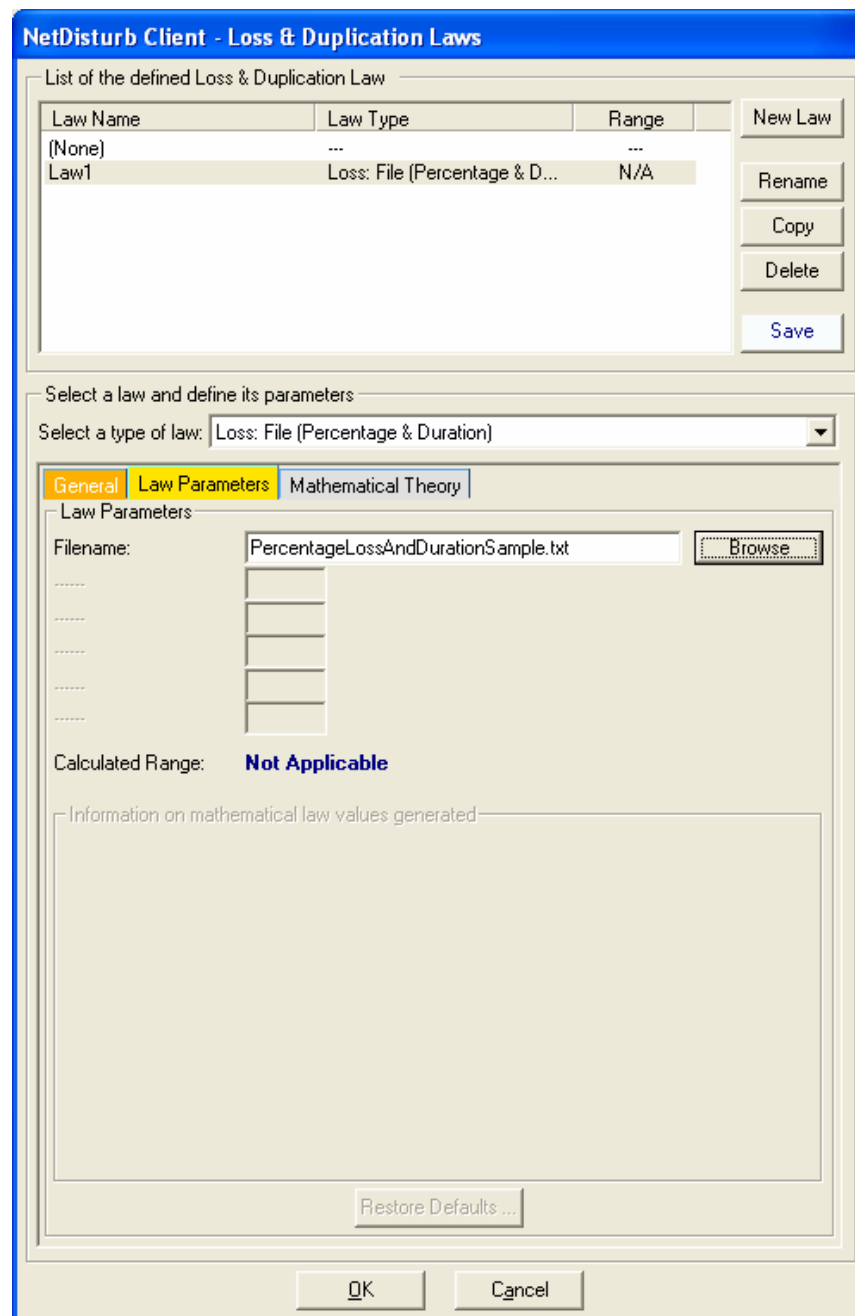 NetDisturb Client - Loss & Duplication Laws
List of the defined Loss & Duplication Law
Law Name Law Type Range
(None) --- ---
Law1 Loss: File (Percentage & D... N/A
New Law
Rename
Copy
Delete
Save
Select a law and define its parameters
Select a type of law: Loss: File (Percentage & Duration)
General Law Parameters Mathematical Theory
Law Parameters
Filename: PercentageLossAndDurationSample.txt Browse
------
------
------
------
------
Calculated Range: Not Applicable
Information on mathematical law values generated
Restore Defaults ...
OK Cancel